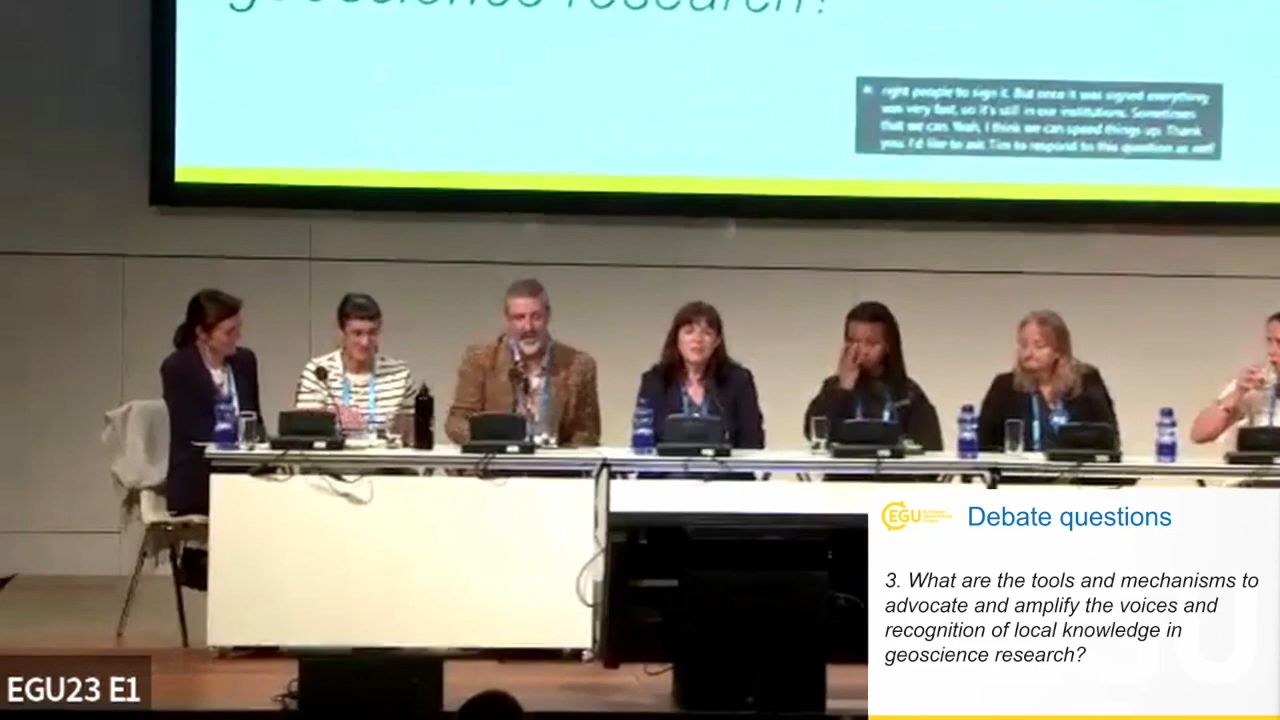 geoscience research?
right people to sign it. But once it was signed everything
was very fast, so it's still in our institutions. Sometimes
that we can. Yeah, I think we can speed things up. Thank
you. I'd like to ask Tim to respond to this question as well
EGU
Debate questions
3. What are the tools and mechanisms to
advocate and amplify the voices and
recognition of local knowledge in
geoscience research?
EGU23 E1